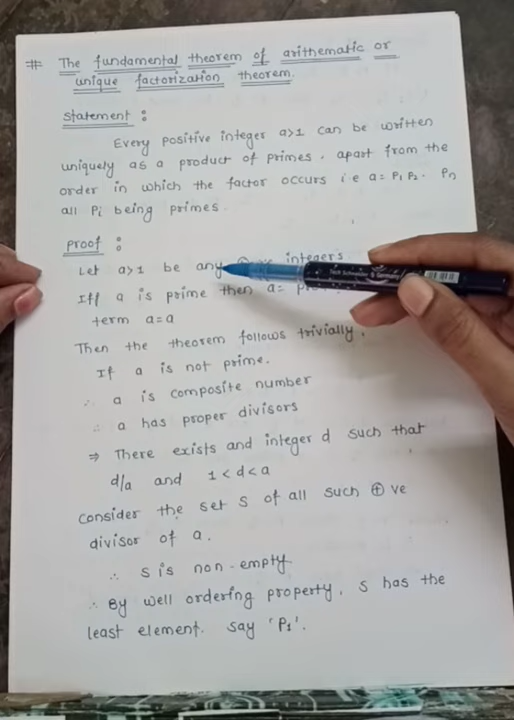 # The fundamental theorem of arithematic or
unique factorization theorem.
Statement :
Every positive integer a>1 can be written
uniquely as a product of primes, apart from the
order in which the factor occurs i e a = P₁ P₂. Pn
all Pi being primes.
Proof :
Let a>1 be any integers
Iff a is prime then a =
term a=a
Then the theorem follows trivially.
If a is not prime.
∴ a is composite number
∴ a has proper divisors
⇒ There exists and integer d such that
d/a and 1<d<a
Consider the set S of all such ⊕ ve
divisor of a.
∴ S is non-empty
∴ By well ordering property, S has the
least element. Say 'P₁'.